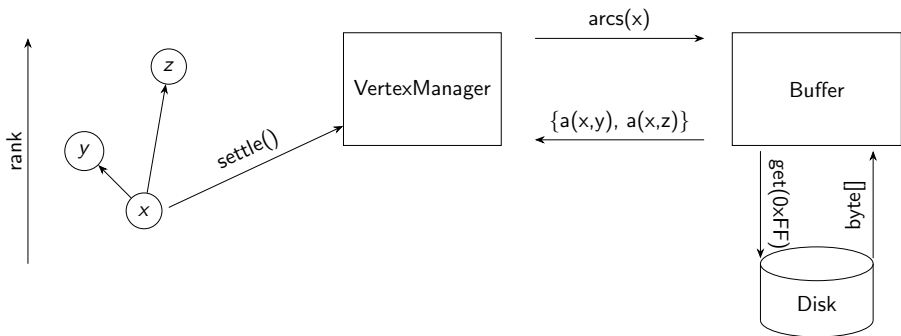 rank
z
y
x
settle()
VertexManager
arcs(x)
{a(x,y), a(x,z)}
Buffer
get(0xFF)
byte[]
Disk